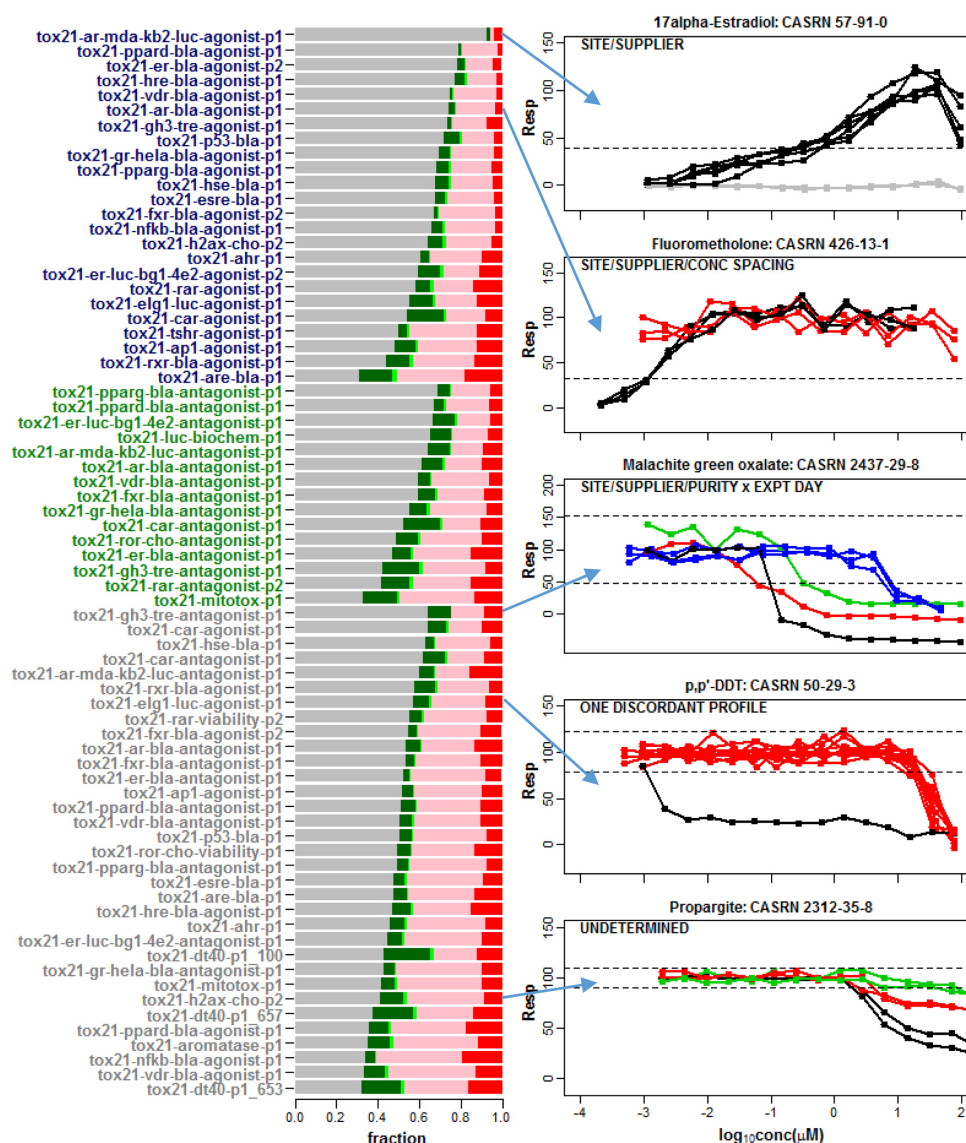 tox21-ar-mda-kb2-luc-agonist-p1
tox21-ppard-bla-agonist-p1
tox21-er-bla-agonist-p2
tox21-hre-bla-agonist-p1
tox21-vdr-bla-agonist-p1
tox21-ar-bla-agonist-p1
tox21-gh3-tre-agonist-p1
tox21-p53-bla-p1
tox21-gr-hela-bla-agonist-p1
tox21-pparg-bla-agonist-p1
tox21-hse-bla-p1
tox21-esre-bla-p1
tox21-fxr-bla-agonist-p2
tox21-nfkb-bla-agonist-p1
tox21-h2ax-cho-p2
tox21-ahr-p1
tox21-er-luc-bg1-4e2-agonist-p2
tox21-rar-agonist-p1
tox21-elg1-luc-agonist-p1
tox21-car-agonist-p1
tox21-tshr-agonist-p1
tox21-ap1-agonist-p1
tox21-rxr-bla-agonist-p1
tox21-are-bla-p1
tox21-pparg-bla-antagonist-p1
tox21-ppard-bla-antagonist-p1
tox21-er-luc-bg1-4e2-antagonist-p1
tox21-luc-biochem-p1
tox21-ar-mda-kb2-luc-antagonist-p1
tox21-ar-bla-antagonist-p1
tox21-vdr-bla-antagonist-p1
tox21-fxr-bla-antagonist-p1
tox21-gr-hela-bla-antagonist-p1
tox21-car-antagonist-p1
tox21-ror-cho-antagonist-p1
tox21-er-bla-antagonist-p1
tox21-gh3-tre-antagonist-p1
tox21-rar-antagonist-p2
tox21-mitotox-p1
tox21-gh3-tre-antagonist-p1
tox21-car-agonist-p1
tox21-hse-bla-p1
tox21-car-antagonist-p1
tox21-ar-mda-kb2-luc-antagonist-p1
tox21-rxr-bla-agonist-p1
tox21-elg1-luc-agonist-p1
tox21-rar-viability-p2
tox21-fxr-bla-agonist-p2
tox21-ar-bla-antagonist-p1
tox21-fxr-bla-antagonist-p1
tox21-er-bla-antagonist-p1
tox21-ap1-agonist-p1
tox21-ppard-bla-antagonist-p1
tox21-vdr-bla-antagonist-p1
tox21-p53-bla-p1
tox21-ror-cho-viability-p1
tox21-pparg-bla-antagonist-p1
tox21-esre-bla-p1
tox21-are-bla-p1
tox21-hre-bla-agonist-p1
tox21-ahr-p1
tox21-er-luc-bg1-4e2-antagonist-p1
tox21-dt40-p1_100
tox21-gr-hela-bla-antagonist-p1
tox21-mitotox-p1
tox21-h2ax-cho-p2
tox21-dt40-p1_657
tox21-ppard-bla-agonist-p1
tox21-aromatase-p1
tox21-nfkb-bla-agonist-p1
tox21-vdr-bla-agonist-p1
tox21-dt40-p1_653
0.0 0.2 0.4 0.6 0.8 1.0
fraction
17alpha-Estradiol: CASRN 57-91-0
SITE/SUPPLIER
Resp
150
100
50
0
Fluorometholone: CASRN 426-13-1
SITE/SUPPLIER/CONC SPACING
Resp
150
100
50
0
Malachite green oxalate: CASRN 2437-29-8
SITE/SUPPLIER/PURITY x EXPT DAY
Resp
200
150
100
50
0
p,p'-DDT: CASRN 50-29-3
ONE DISCORDANT PROFILE
Resp
150
100
50
0
Propargite: CASRN 2312-35-8
UNDETERMINED
Resp
150
100
50
0
-4 -3 -2 -1 0 1 2
log10conc(μM)